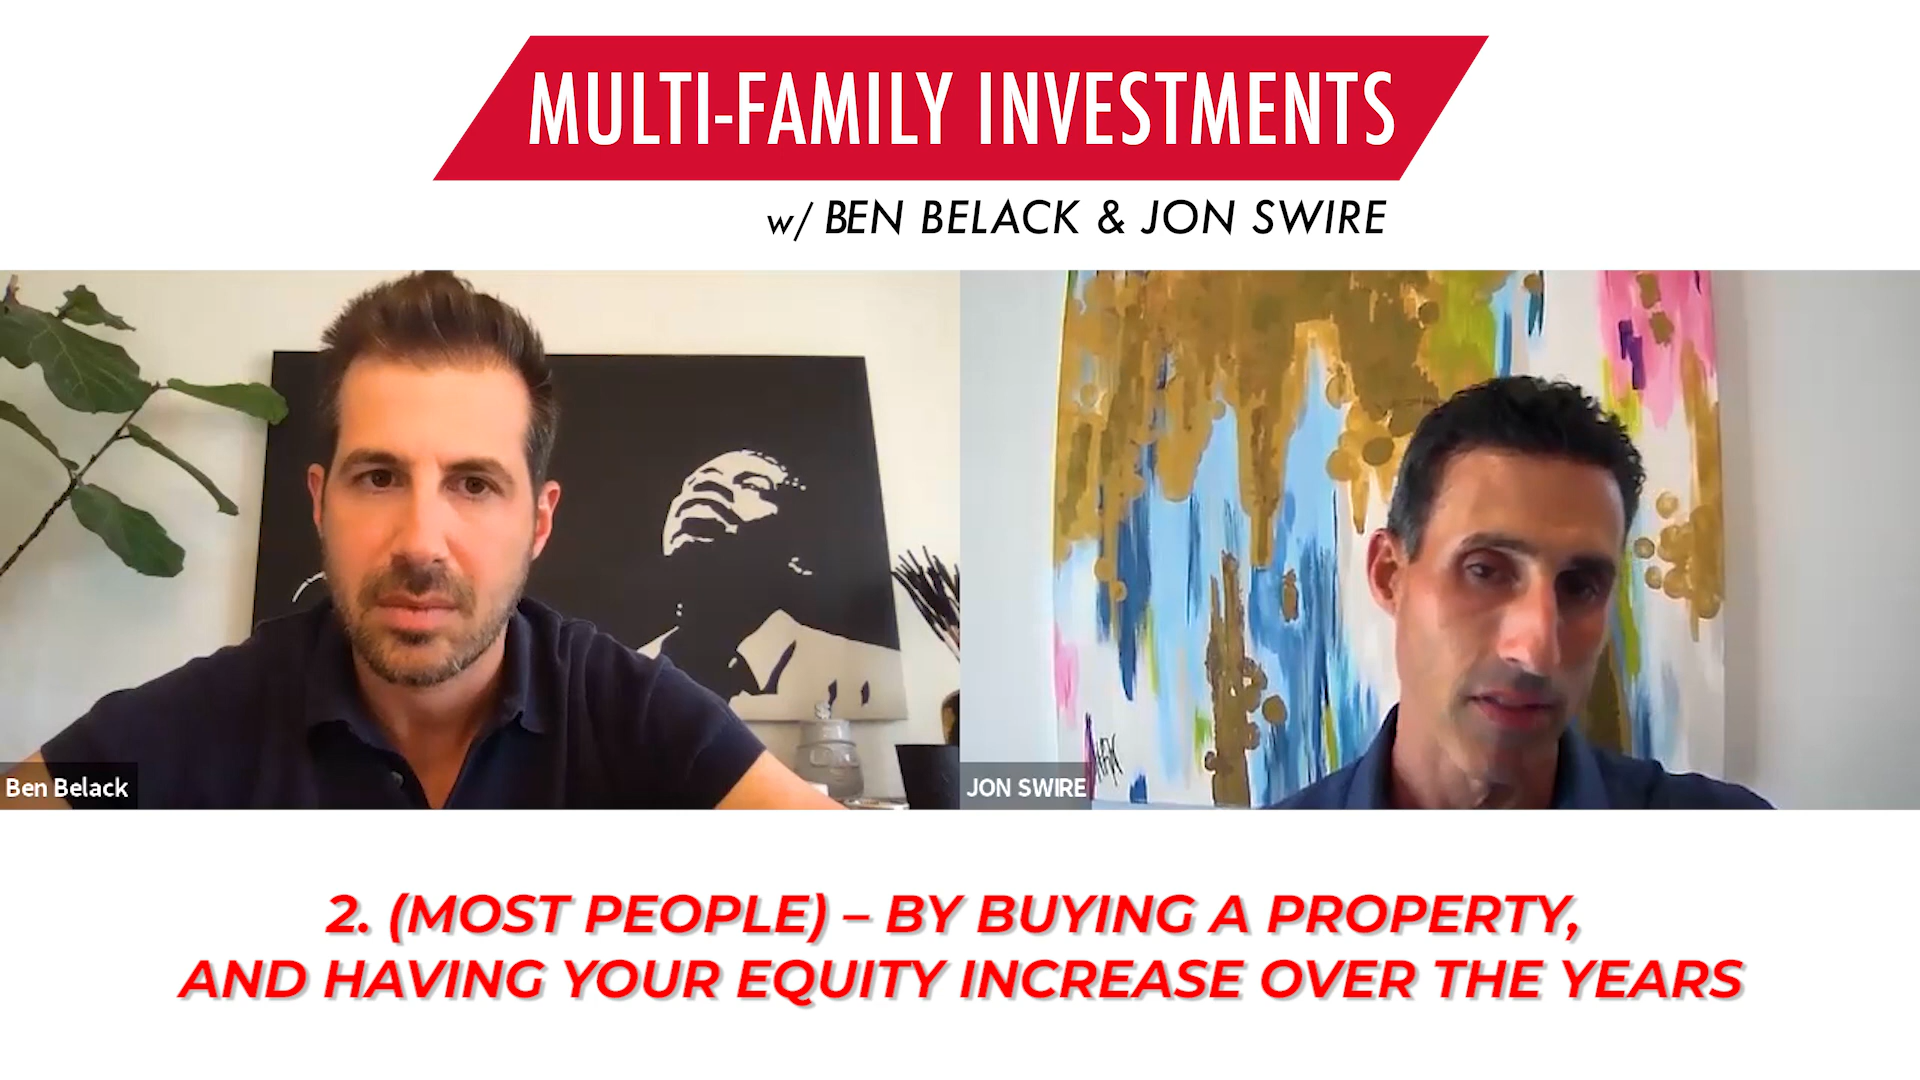 MULTI-FAMILY INVESTMENTS
w/ BEN BELACK & JON SWIRE
Ben Belack
JON SWIRE
2. (MOST PEOPLE) – BY BUYING A PROPERTY,
AND HAVING YOUR EQUITY INCREASE OVER THE YEARS